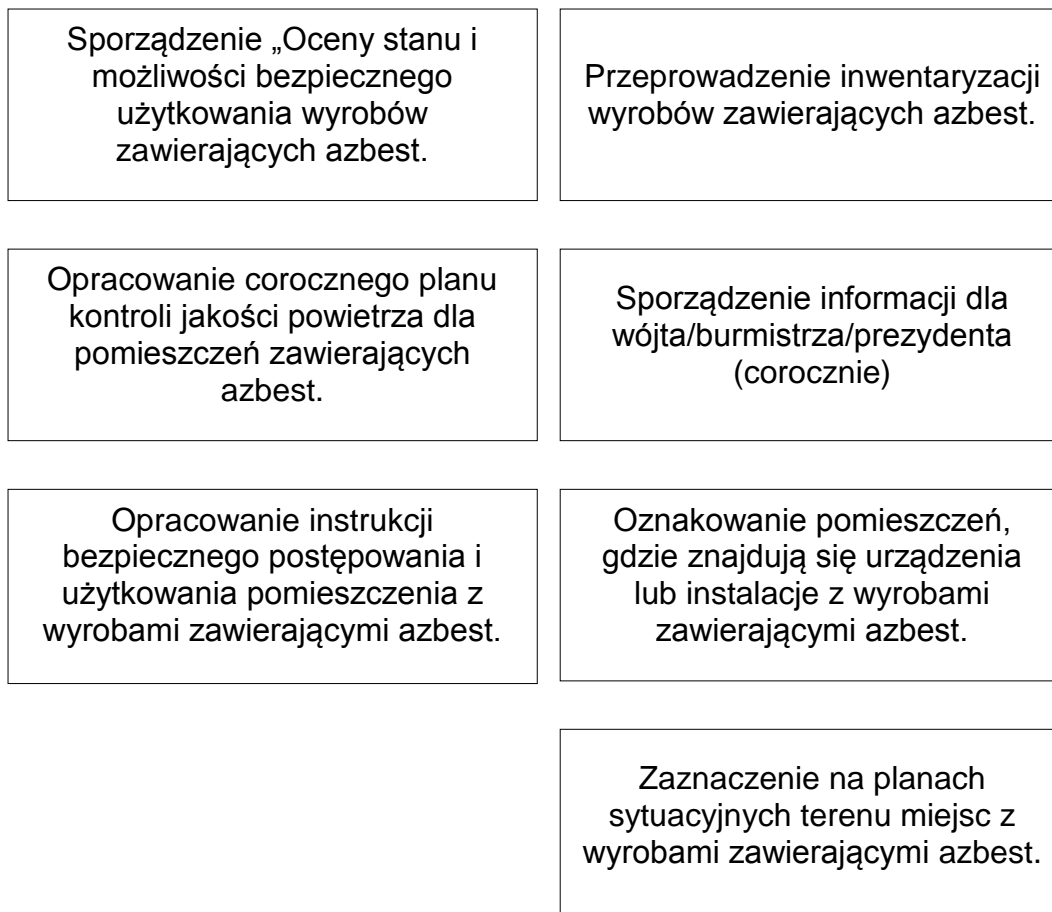 Sporządzenie „Oceny stanu i
możliwości bezpiecznego
użytkowania wyrobów
zawierających azbest.
Przeprowadzenie inwentaryzacji
wyrobów zawierających azbest.
Opracowanie corocznego planu
kontroli jakości powietrza dla
pomieszczeń zawierających
azbest.
Sporządzenie informacji dla
wójta/burmistrza/prezydenta
(corocznie)
Opracowanie instrukcji
bezpiecznego postępowania i
użytkowania pomieszczenia z
wyrobami zawierającymi azbest.
Oznakowanie pomieszczeń,
gdzie znajdują się urządzenia
lub instalacje z wyrobami
zawierającymi azbest.
Zaznaczenie na planach
sytuacyjnych terenu miejsc z
wyrobami zawierającymi azbest.